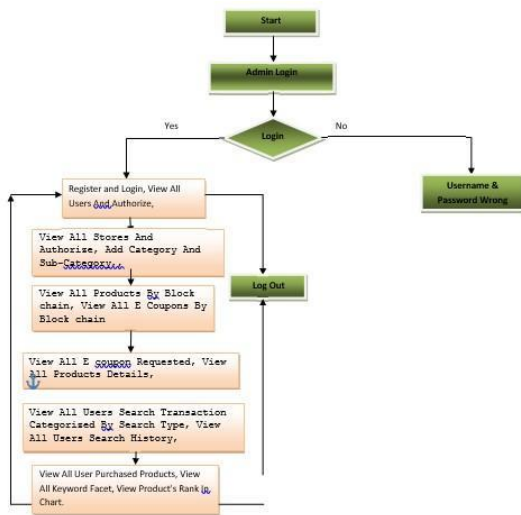 Start
Admin Login
Login
Yes
No
Username &
Password Wrong
Register and Login, View All
Users And Authorize,
View All Stores And
Authorize, Add Category And
Sub-Category,,
View All Products By Block
chain, View All E Coupons By
Block chain
Log Out
View All E coupon Requested, View
All Products Details,
View All Users Search Transaction
Categorized By Search Type, View
All Users Search History,
View All User Purchased Products, View
All Keyword Facet, View Product's Rank In
Chart.